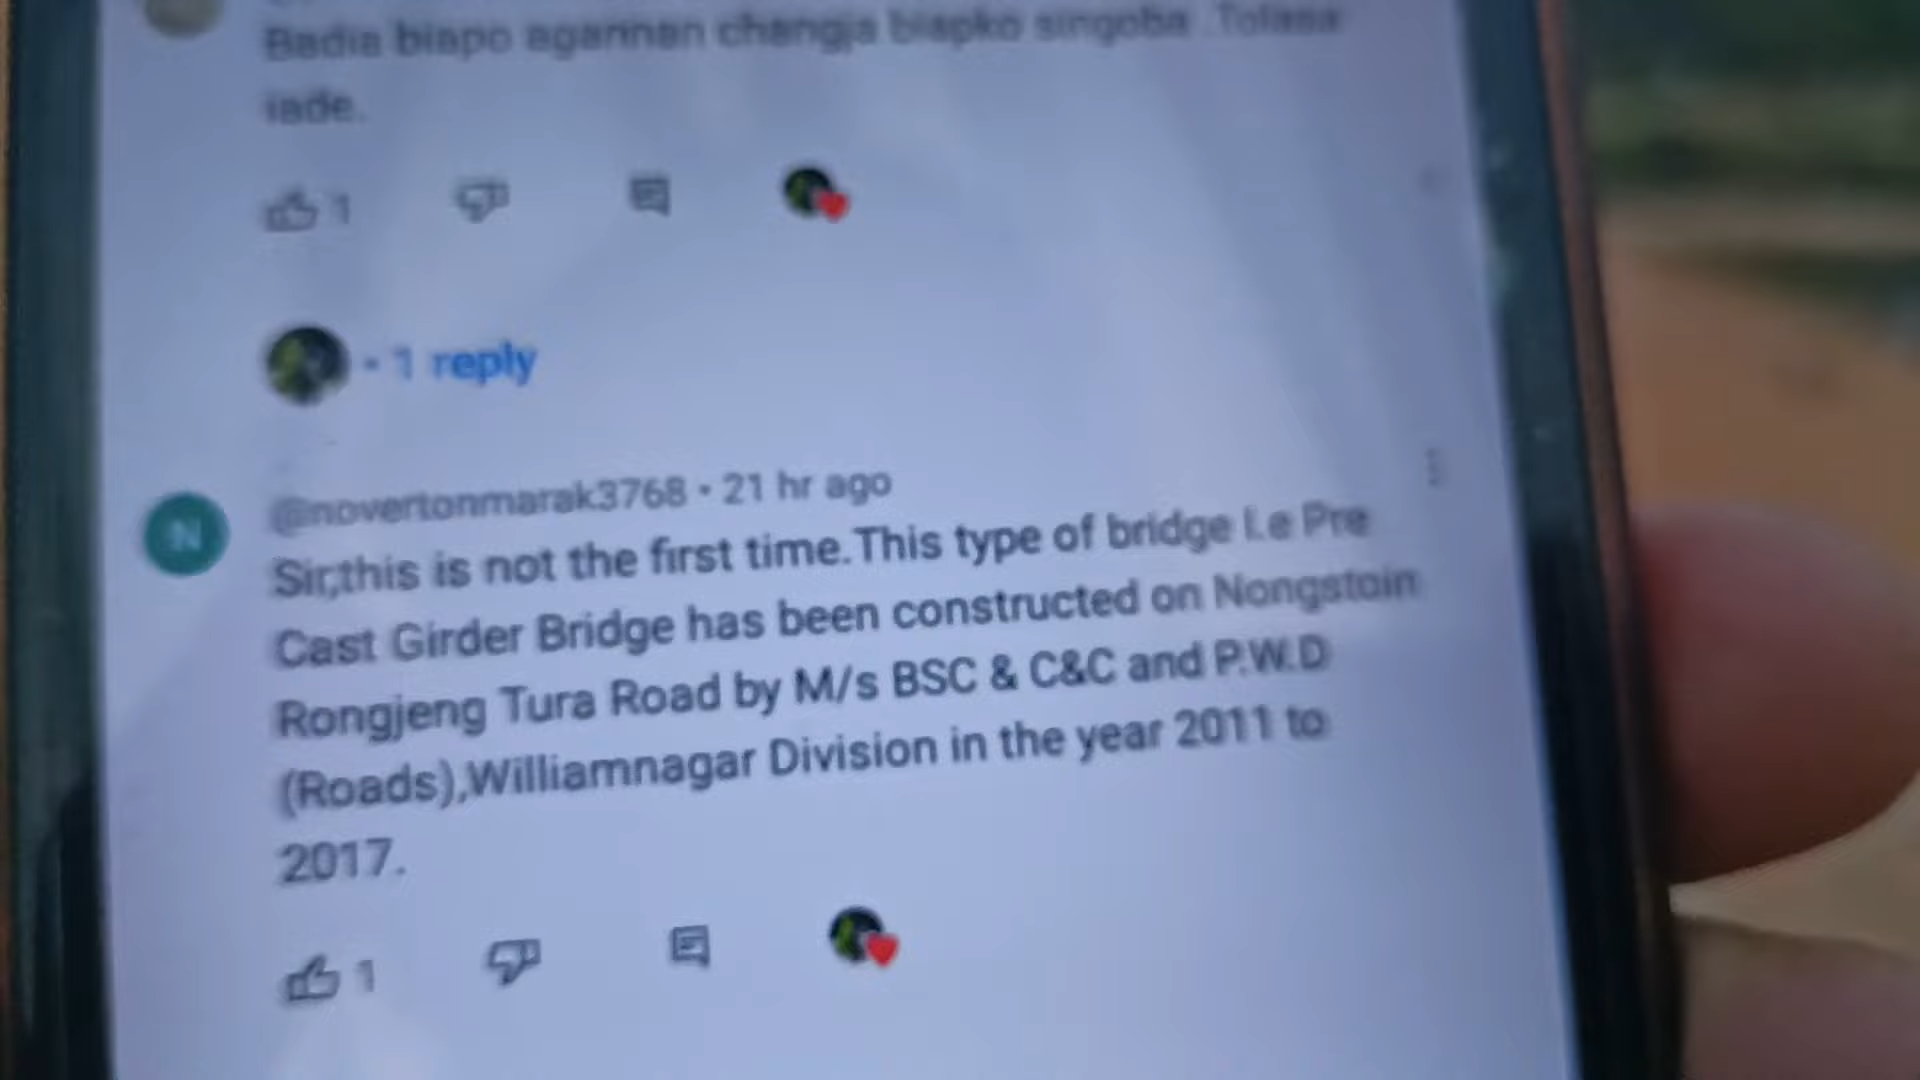 Badia biapo agannan changja biapko singoba .Tolasa
iade.
1
• 1 reply
N
@novertonmarak3768 • 21 hr ago
Sir,this is not the first time.This type of bridge I.e Pre
Cast Girder Bridge has been constructed on Nongstoin
Rongjeng Tura Road by M/s BSC & C&C and P.W.D
(Roads),Williamnagar Division in the year 2011 to
2017.
1